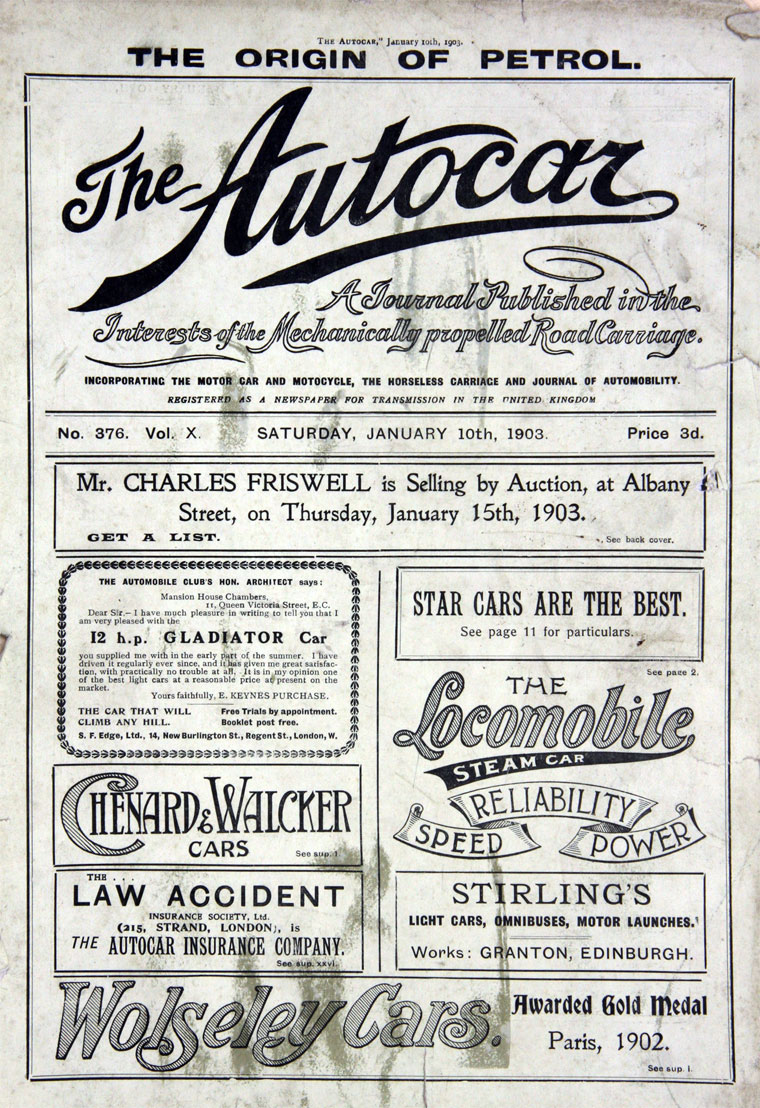 The Autocar," January 10th, 1903.
THE ORIGIN OF PETROL.
The Autocar
A Journal Published in the
Interests of the Mechanically propelled Road Carriage.
INCORPORATING THE MOTOR CAR AND MOTOCYCLE, THE HORSELESS CARRIAGE AND JOURNAL OF AUTOMOBILITY.
REGISTERED AS A NEWSPAPER FOR TRANSMISSION IN THE UNITED KINGDOM
No. 376. Vol. X. SATURDAY, JANUARY 10th, 1903. Price 3d.
Mr. CHARLES FRISWELL is Selling by Auction, at Albany
Street, on Thursday, January 15th, 1903.
GET A LIST. See back cover.
THE AUTOMOBILE CLUB'S HON. ARCHITECT says:
Mansion House Chambers,
11, Queen Victoria Street, E.C.
Dear Sir,— I have much pleasure in writing to tell you that I
am very pleased with the
12 h.p. GLADIATOR Car
you supplied me with in the early part of the summer. I have
driven it regularly ever since, and it has given me great satisfac-
tion, with practically no trouble at all. It is in my opinion one
of the best light cars at a reasonable price at present on the
market.
Yours faithfully, E. KEYNES PURCHASE.
THE CAR THAT WILL Free Trials by appointment.
CLIMB ANY HILL. Booklet post free.
S. F. Edge, Ltd., 14, New Burlington St., Regent St., London, W.
CHENARD & WALCKER
CARS
See sup. 1
THE . . .
LAW ACCIDENT
INSURANCE SOCIETY, Ltd.
(215, STRAND, LONDON), is
THE AUTOCAR INSURANCE COMPANY.
See sup. xxvi.
STAR CARS ARE THE BEST.
See page 11 for particulars.
See page 2.
THE
Locomobile
STEAM CAR
RELIABILITY
SPEED POWER
STIRLING'S
LIGHT CARS, OMNIBUSES, MOTOR LAUNCHES.
Works: GRANTON, EDINBURGH.
Wolseley Cars. Awarded Gold Medal
Paris, 1902.
See sup. 1.